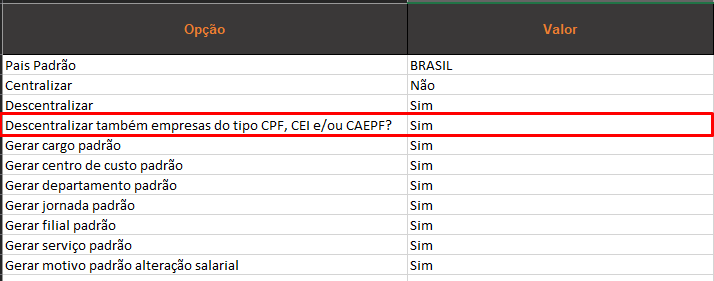 Opção Valor
Pais Padrão BRASIL
Centralizar Não
Descentralizar Sim
Descentralizar também empresas do tipo CPF, CEI e/ou CAEPF? Sim
Gerar cargo padrão Sim
Gerar centro de custo padrão Sim
Gerar departamento padrão Sim
Gerar jornada padrão Sim
Gerar filial padrão Sim
Gerar serviço padrão Sim
Gerar motivo padrão alteração salarial Sim